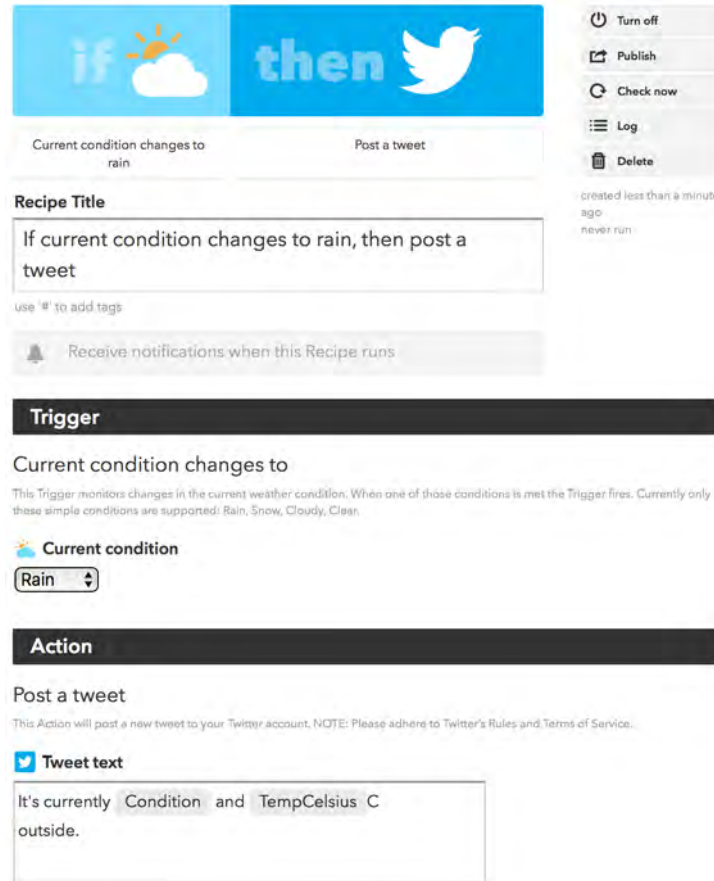 if then
Current condition changes to
rain
Post a tweet
Turn off
Publish
Check now
Log
Delete
created less than a minute
ago
never run
Recipe Title
If current condition changes to rain, then post a
tweet
use '#' to add tags
Receive notifications when this Recipe runs
Trigger
Current condition changes to
This Trigger monitors changes in the current weather condition. When one of those conditions is met the Trigger fires. Currently only
these simple conditions are supported: Rain, Snow, Cloudy, Clear.
Current condition
Rain
Action
Post a tweet
This Action will post a new tweet to your Twitter account. NOTE: Please adhere to Twitter's Rules and Terms of Service.
Tweet text
It's currently Condition and TempCelsius C
outside.